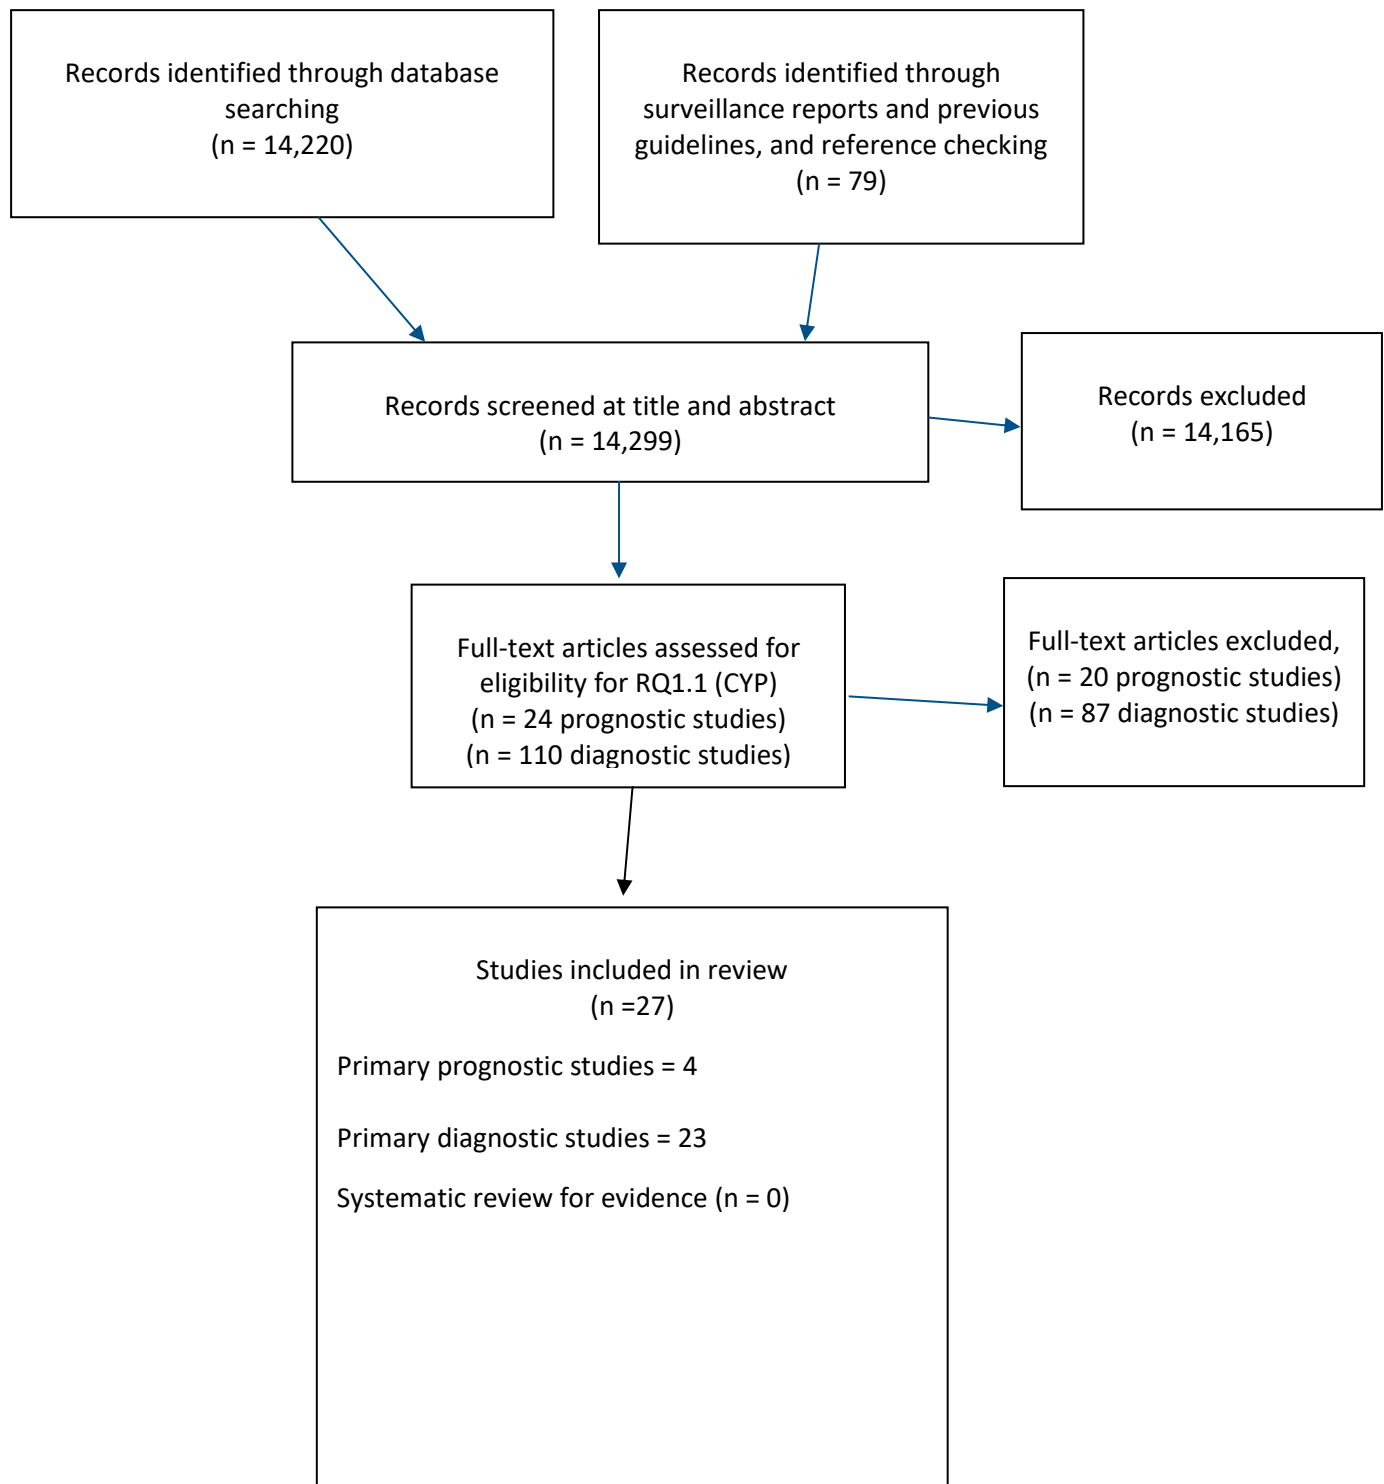 Records identified through database
searching
(n = 14,220)
Records identified through
surveillance reports and previous
guidelines, and reference checking
(n = 79)
Records screened at title and abstract
(n = 14,299)
Records excluded
(n = 14,165)
Full-text articles assessed for
eligibility for RQ1.1 (CYP)
(n = 24 prognostic studies)
(n = 110 diagnostic studies)
Full-text articles excluded,
(n = 20 prognostic studies)
(n = 87 diagnostic studies)
Studies included in review
(n =27)
Primary prognostic studies = 4
Primary diagnostic studies = 23
Systematic review for evidence (n = 0)